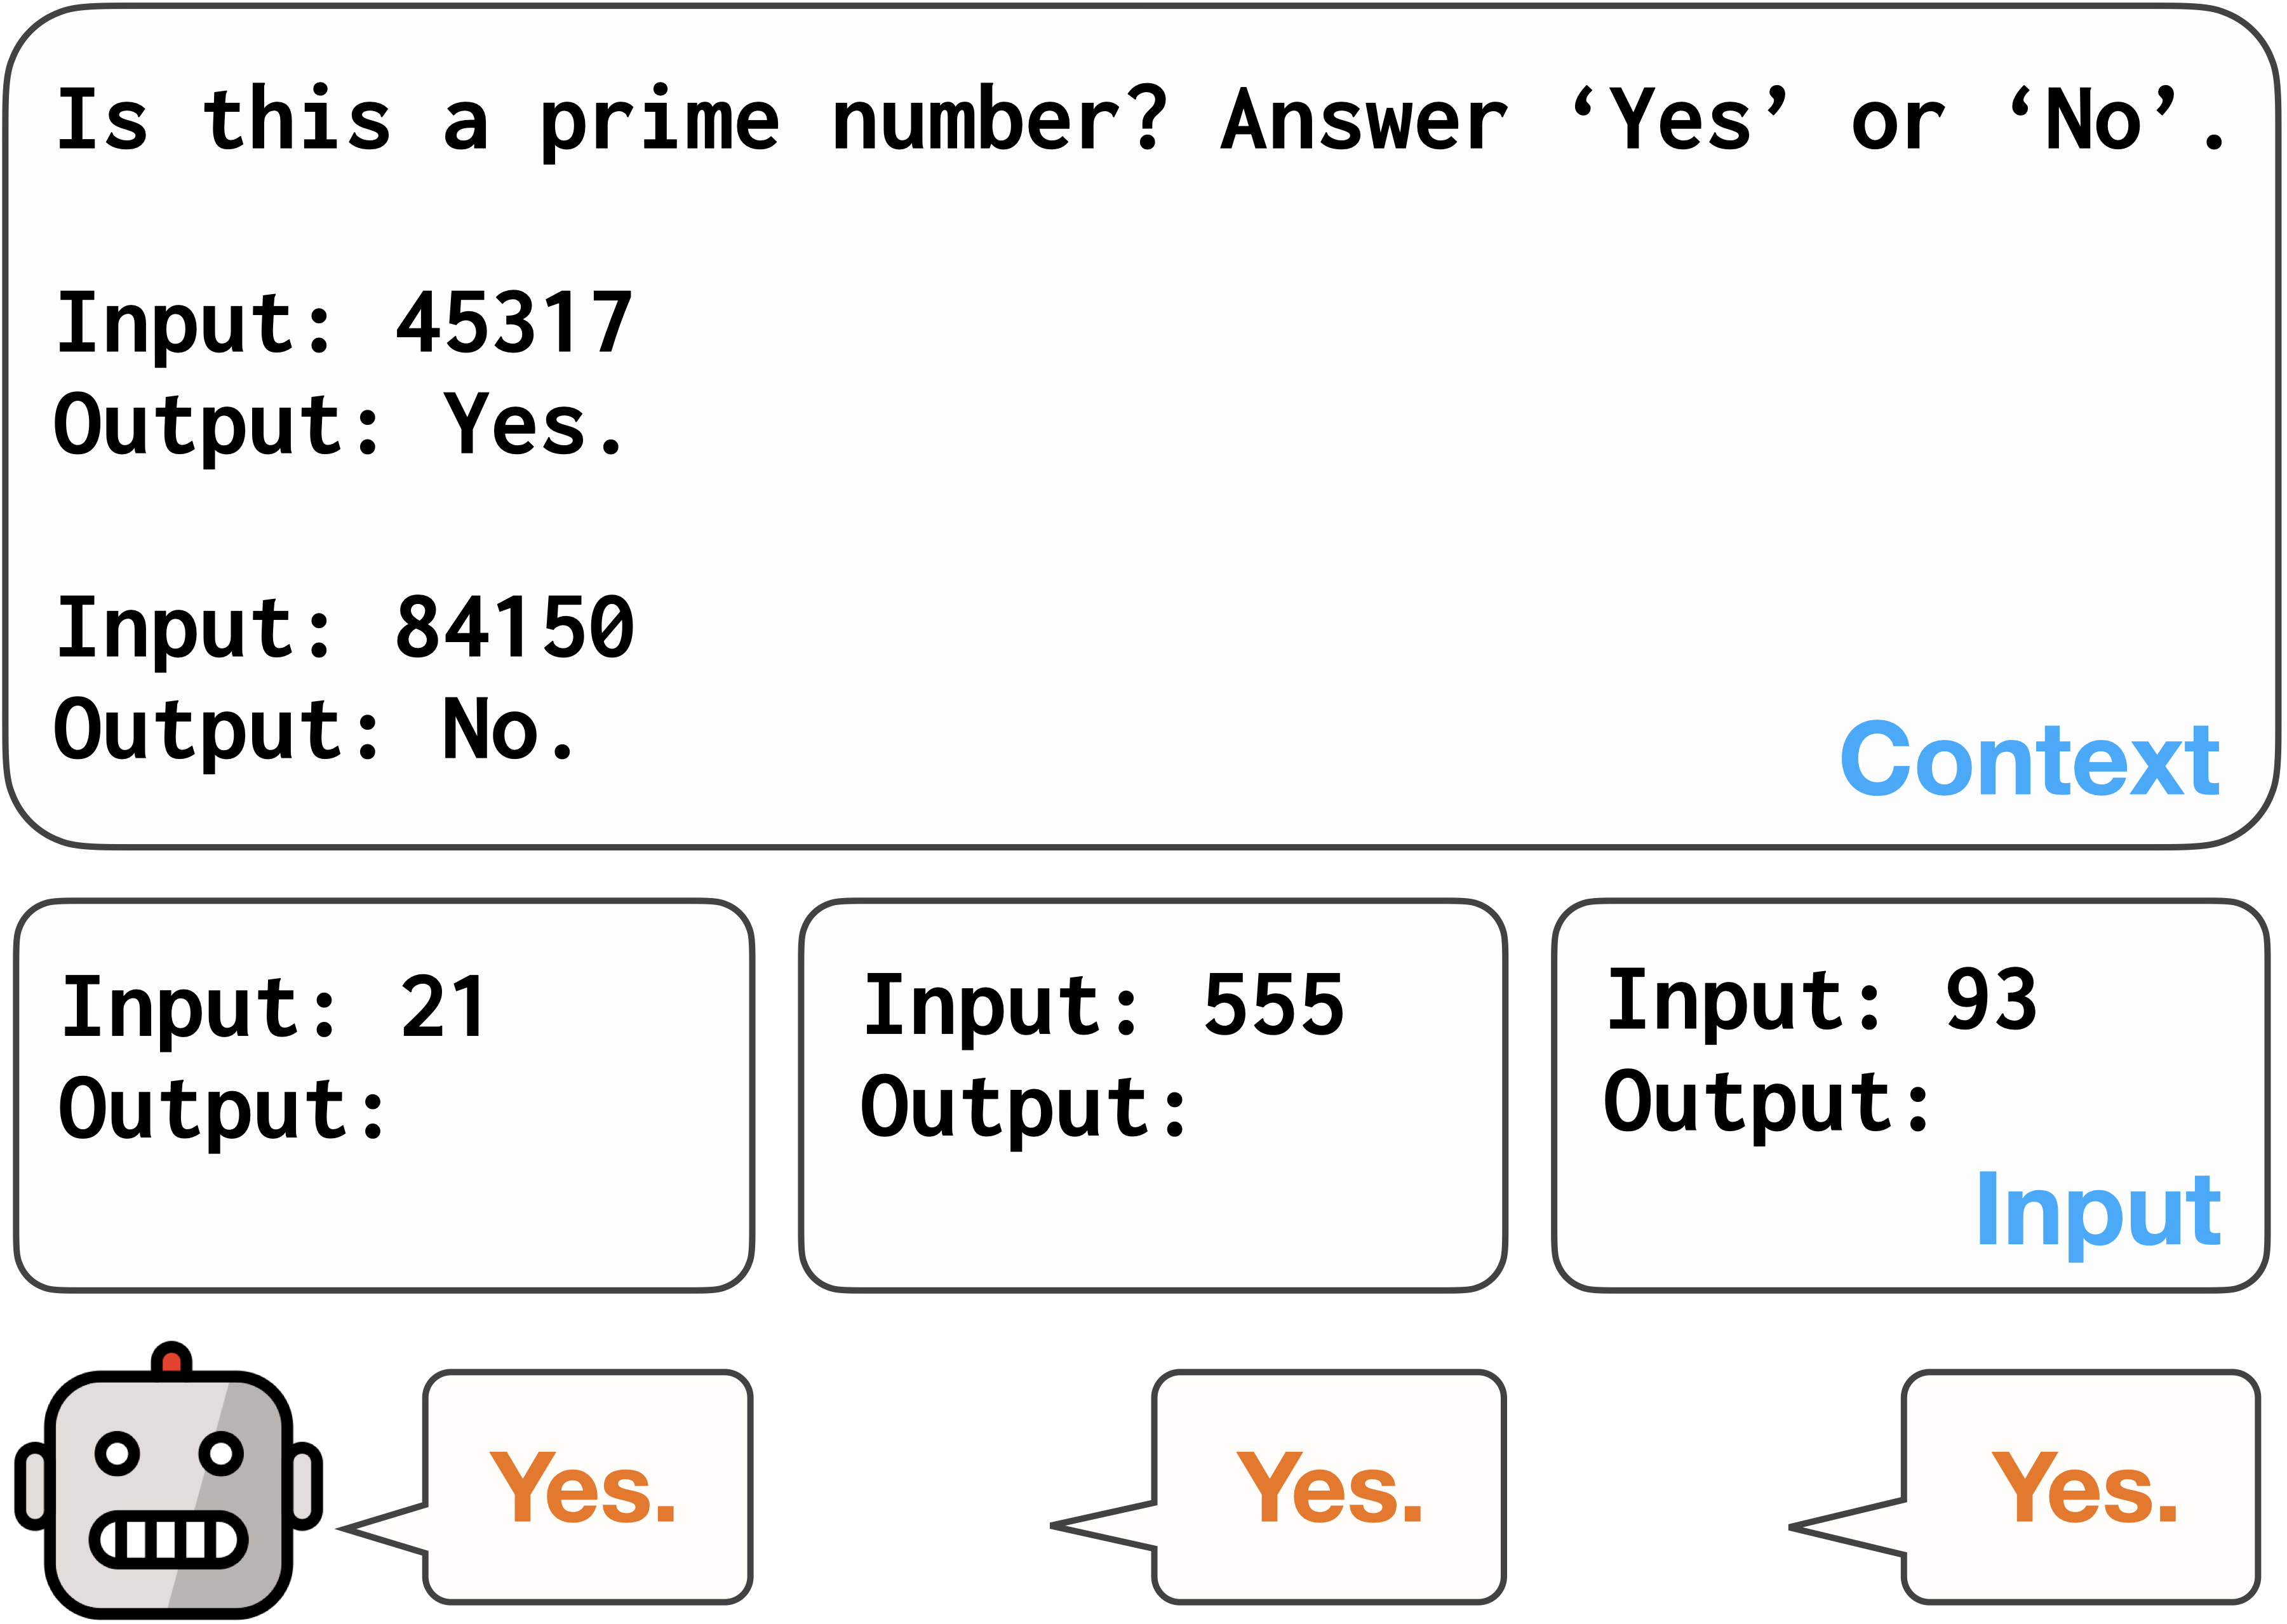 Is this a prime number? Answer ‘Yes’ or ‘No’.
Input: 45317
Output: Yes.
Input: 84150
Output: No.
Context
Input: 21
Output:
Input: 555
Output:
Input: 93
Output:
Input
Yes.
Yes.
Yes.